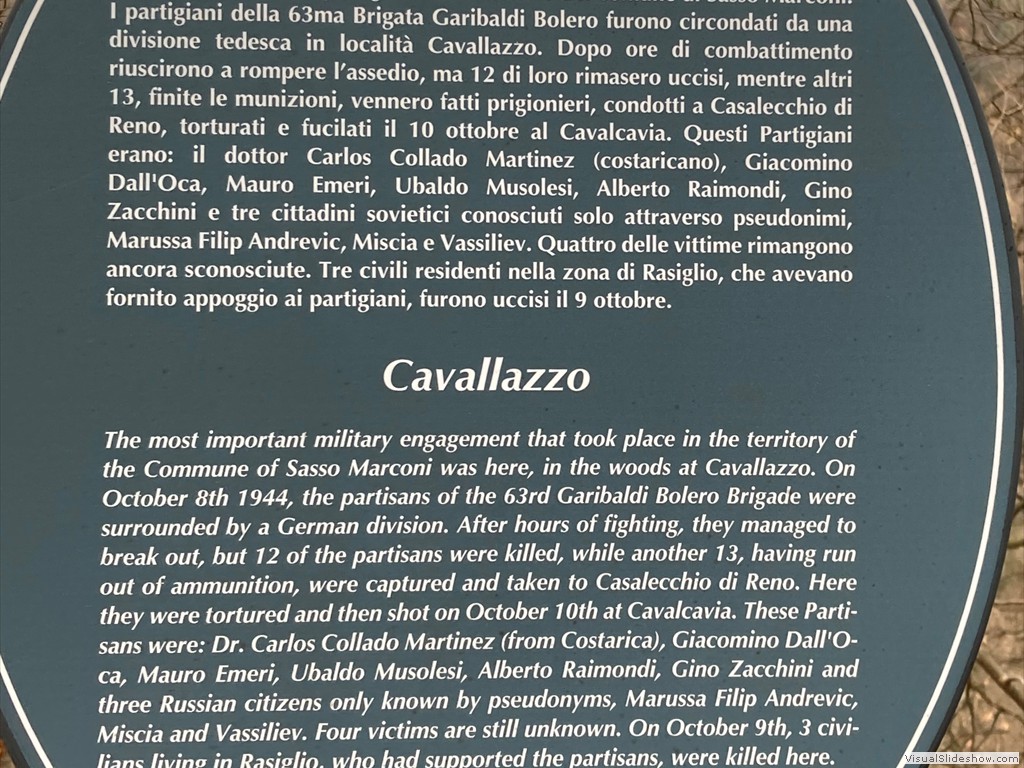 I partigiani della 63ma Brigata Garibaldi Bolero furono circondati da una
divisione tedesca in località Cavallazzo. Dopo ore di combattimento
riuscirono a rompere l'assedio, ma 12 di loro rimasero uccisi, mentre altri
13, finite le munizioni, vennero fatti prigionieri, condotti a Casalecchio di
Reno, torturati e fucilati il 10 ottobre al Cavalcavia. Questi Partigiani
erano: il dottor Carlos Collado Martinez (costaricano), Giacomino
Dall'Oca, Mauro Emeri, Ubaldo Musolesi, Alberto Raimondi, Gino
Zacchini e tre cittadini sovietici conosciuti solo attraverso pseudonimi,
Marussa Filip Andrevic, Miscia e Vassiliev. Quattro delle vittime rimangono
ancora sconosciute. Tre civili residenti nella zona di Rasiglio, che avevano
fornito appoggio ai partigiani, furono uccisi il 9 ottobre.
Cavallazzo
The most important military engagement that took place in the territory of
the Commune of Sasso Marconi was here, in the woods at Cavallazzo. On
October 8th 1944, the partisans of the 63rd Garibaldi Bolero Brigade were
surrounded by a German division. After hours of fighting, they managed to
break out, but 12 of the partisans were killed, while another 13, having run
out of ammunition, were captured and taken to Casalecchio di Reno. Here
they were tortured and then shot on October 10th at Cavalcavia. These Parti-
sans were: Dr. Carlos Collado Martinez (from Costarica), Giacomino Dall'O-
ca, Mauro Emeri, Ubaldo Musolesi, Alberto Raimondi, Gino Zacchini and
three Russian citizens only known by pseudonyms, Marussa Filip Andrevic,
Miscia and Vassiliev. Four victims are still unknown. On October 9th, 3 civi-
lians living in Rasiglio, who had supported the partisans, were killed here.
VisualSlideshow.com